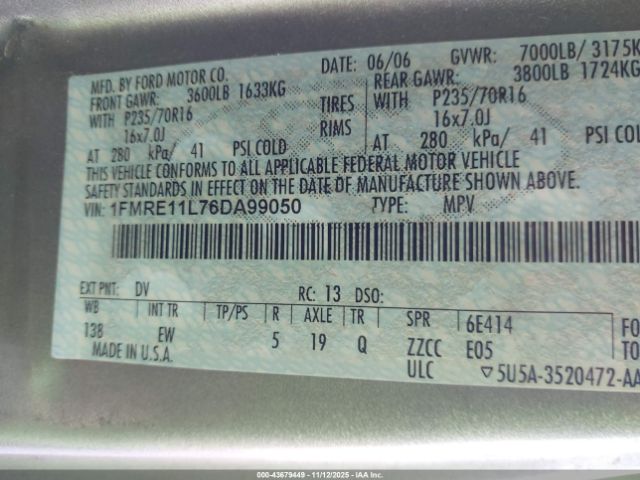 DATE: 06/06 GVWR: 7000LB/ 3175K
MFD. BY FORD MOTOR CO.
FRONT GAWR: 3600LB 1633KG REAR GAWR: 3800LB 1724KG
WITH P235/70R16 TIRES WITH P235/70R16
16x7.0J RIMS 16x7.0J
AT 280 kPa/ 41 PSI COLD AT 280 kPa/ 41 PSI CO
THIS VEHICLE CONFORMS TO ALL APPLICABLE FEDERAL MOTOR VEHICLE
SAFETY STANDARDS IN EFFECT ON THE DATE OF MANUFACTURE SHOWN ABOVE.
VIN: 1FMRE11L76DA99050 TYPE: MPV
EXT PNT: DV RC: 13 DSO:
WB INT TR TP/PS R AXLE TR SPR 6E414 FO
138 EW 5 19 Q ZZCC E05 TO
MADE IN U.S.A. ULC ▽5U5A-3520472-AA
000-43679449 - 11/12/2025 - IAA, Inc.